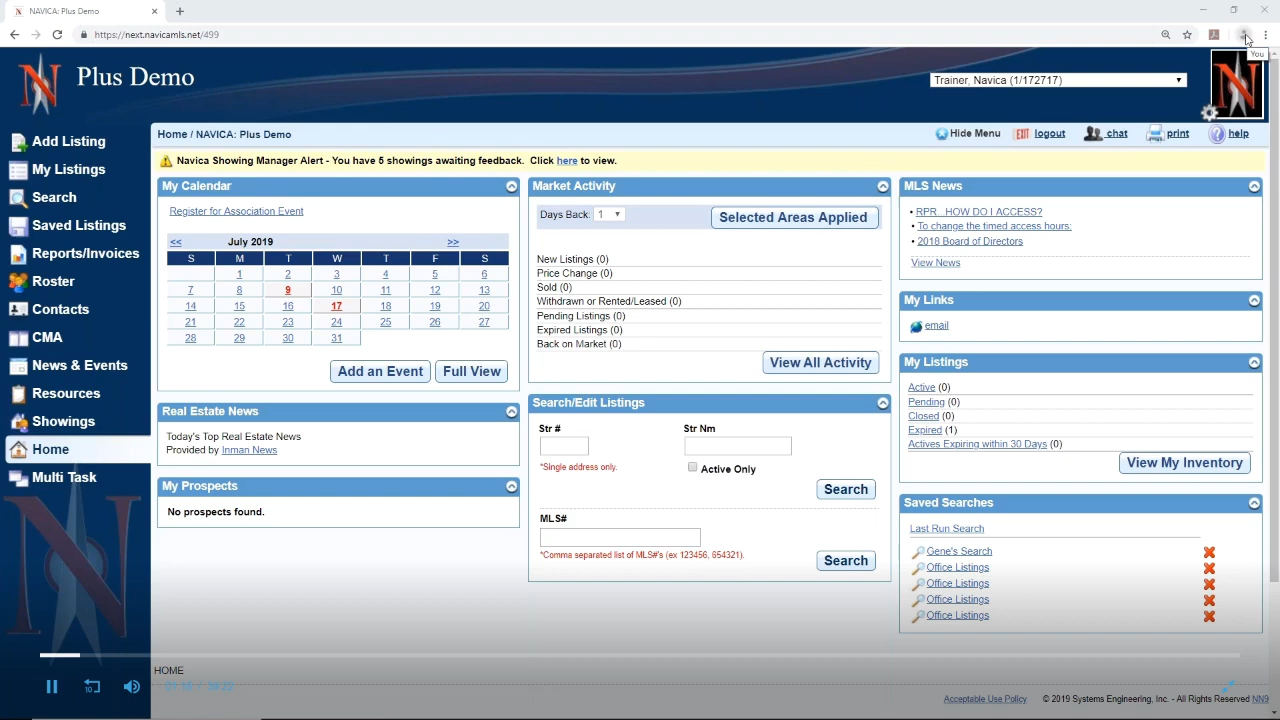 NAVICA: Plus Demo
https://next.navicamls.net/499
You
Plus Demo
Trainer, Navica (1/172717)
Add Listing
My Listings
Search
Saved Listings
Reports/Invoices
Roster
Contacts
CMA
News & Events
Resources
Showings
Home
Multi Task
Home / NAVICA: Plus Demo
Hide Menu
EXIT logout
chat
print
help
Navica Showing Manager Alert - You have 5 showings awaiting feedback. Click here to view.
My Calendar
Register for Association Event
<< July 2019 >>
S M T W T F S
1 2 3 4 5 6
7 8 9 10 11 12 13
14 15 16 17 18 19 20
21 22 23 24 25 26 27
28 29 30 31
Add an Event Full View
Real Estate News
Today's Top Real Estate News
Provided by Inman News
My Prospects
No prospects found.
Market Activity
Days Back: 1 Selected Areas Applied
New Listings (0)
Price Change (0)
Sold (0)
Withdrawn or Rented/Leased (0)
Pending Listings (0)
Expired Listings (0)
Back on Market (0)
View All Activity
Search/Edit Listings
Str # Str Nm
*Single address only. Active Only
Search
MLS#
*Comma separated list of MLS#'s (ex 123456, 654321).
Search
MLS News
• RPR...HOW DO I ACCESS?
• To change the timed access hours:
• 2018 Board of Directors
View News
My Links
email
My Listings
Active (0)
Pending (0)
Closed (0)
Expired (1)
Actives Expiring within 30 Days (0)
View My Inventory
Saved Searches
Last Run Search
Gene's Search
Office Listings
Office Listings
Office Listings
Office Listings
HOME
10
Acceptable Use Policy © 2019 Systems Engineering, Inc. - All Rights Reserved NN9